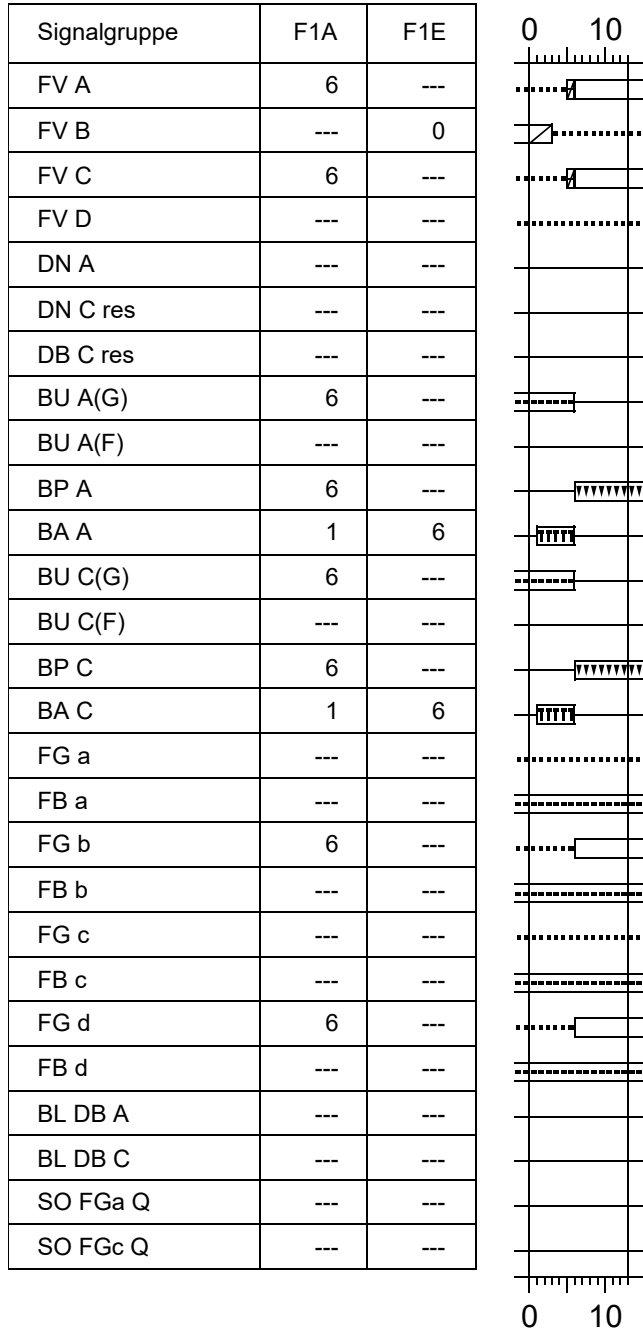 Signalgruppe F1A F1E 0 10
FV A 6 ---
FV B --- 0
FV C 6 ---
FV D --- ---
DN A --- ---
DN C res --- ---
DB C res --- ---
BU A(G) 6 ---
BU A(F) --- ---
BP A 6 ---
BA A 1 6
BU C(G) 6 ---
BU C(F) --- ---
BP C 6 ---
BA C 1 6
FG a --- ---
FB a --- ---
FG b 6 ---
FB b --- ---
FG c --- ---
FB c --- ---
FG d 6 ---
FB d --- ---
BL DB A --- ---
BL DB C --- ---
SO FGa Q --- ---
SO FGc Q --- ---
0 10